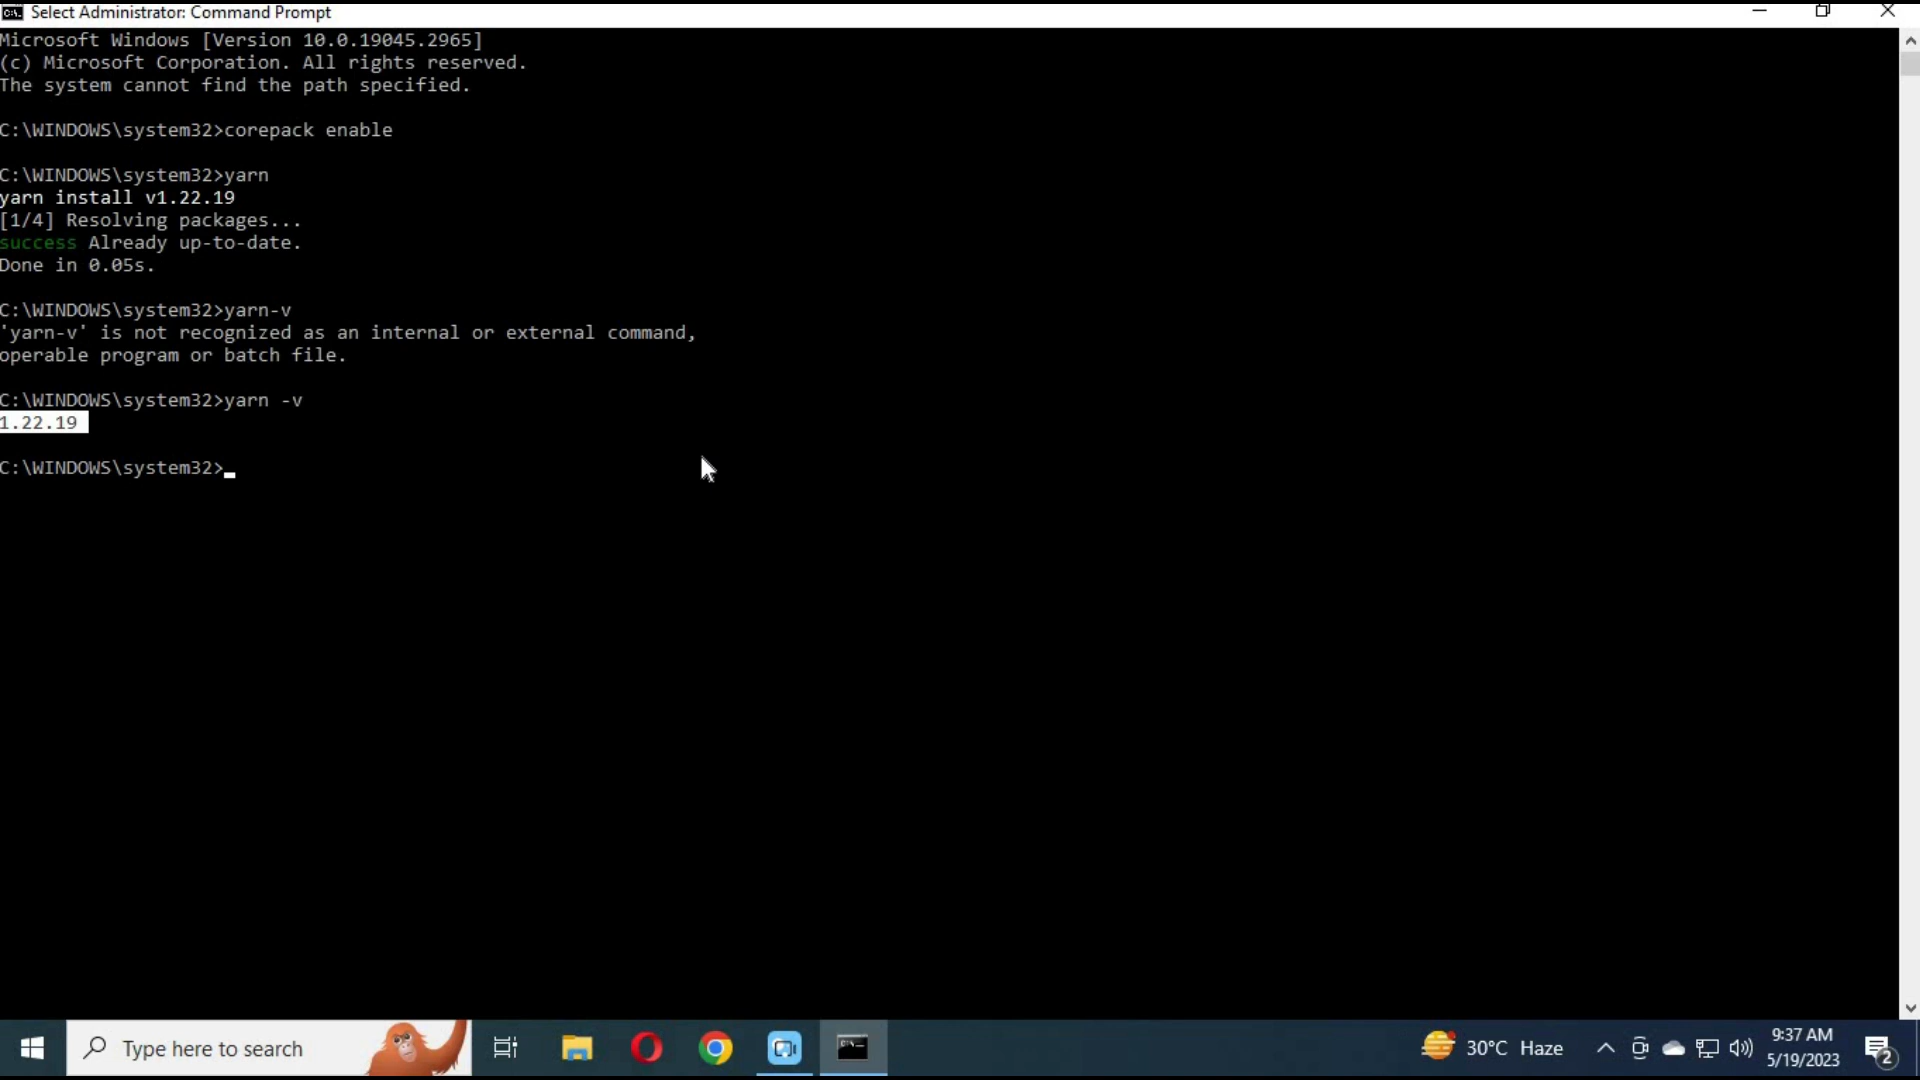 Select Administrator: Command Prompt
Microsoft Windows [Version 10.0.19045.2965]
(c) Microsoft Corporation. All rights reserved.
The system cannot find the path specified.
C:\WINDOWS\system32>corepack enable
C:\WINDOWS\system32>yarn
yarn install v1.22.19
[1/4] Resolving packages...
success Already up-to-date.
Done in 0.05s.
C:\WINDOWS\system32>yarn-v
'yarn-v' is not recognized as an internal or external command,
operable program or batch file.
C:\WINDOWS\system32>yarn -v
1.22.19
C:\WINDOWS\system32>
Type here to search
30°C Haze
9:37 AM
5/19/2023
2